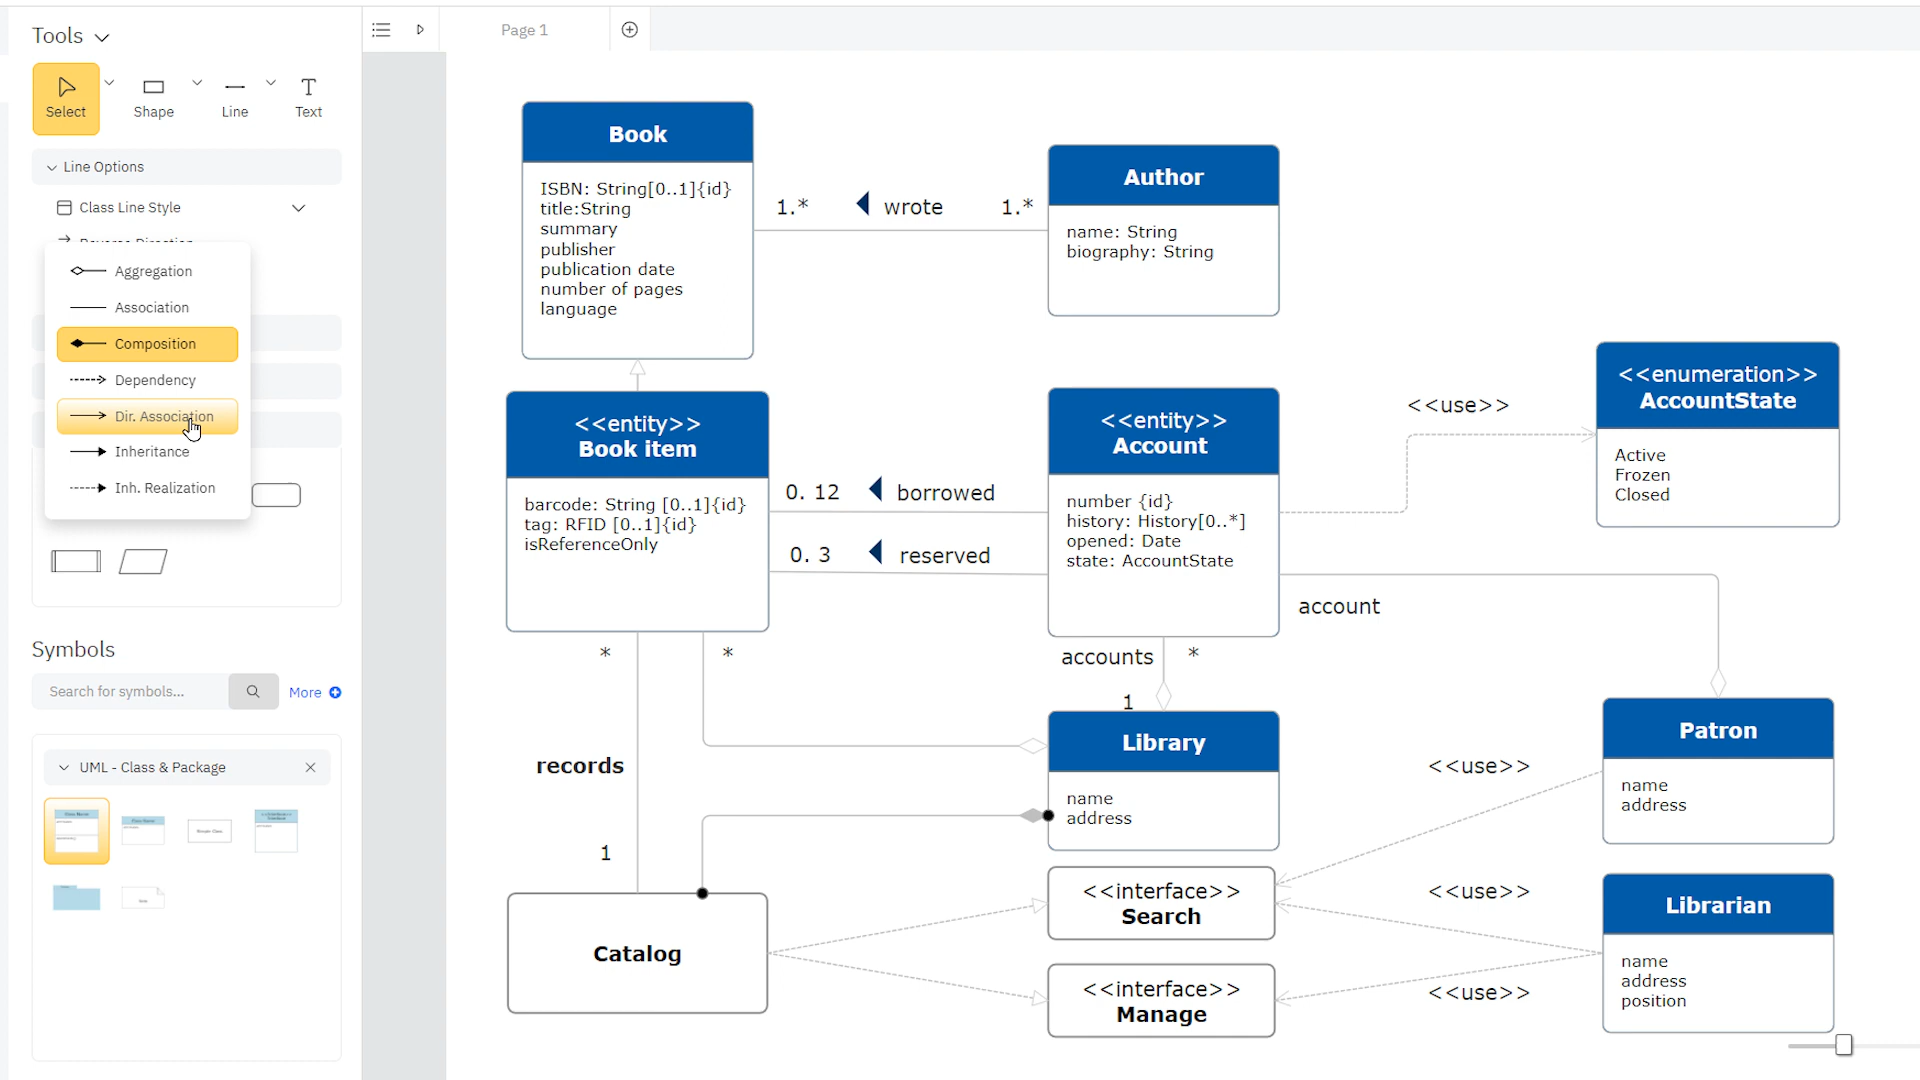 Tools
Select
Shape
Line
Text
Line Options
Class Line Style
Aggregation
Association
Composition
Dependency
Dir. Association
Inheritance
Inh. Realization
Symbols
Search for symbols...
More
UML - Class & Package
Page 1
Book
ISBN: String[0..1]{id}
title:String
summary
publisher
publication date
number of pages
language
1.*
wrote
1.*
Author
name: String
biography: String
<<entity>>
Book item
barcode: String [0..1]{id}
tag: RFID [0..1]{id}
isReferenceOnly
0. 12
borrowed
0. 3
reserved
<<entity>>
Account
number {id}
history: History[0..*]
opened: Date
state: AccountState
<<use>>
<<enumeration>>
AccountState
Active
Frozen
Closed
account
*
*
accounts
*
1
Library
name
address
records
1
Catalog
<<interface>>
Search
<<interface>>
Manage
<<use>>
<<use>>
<<use>>
Patron
name
address
Librarian
name
address
position